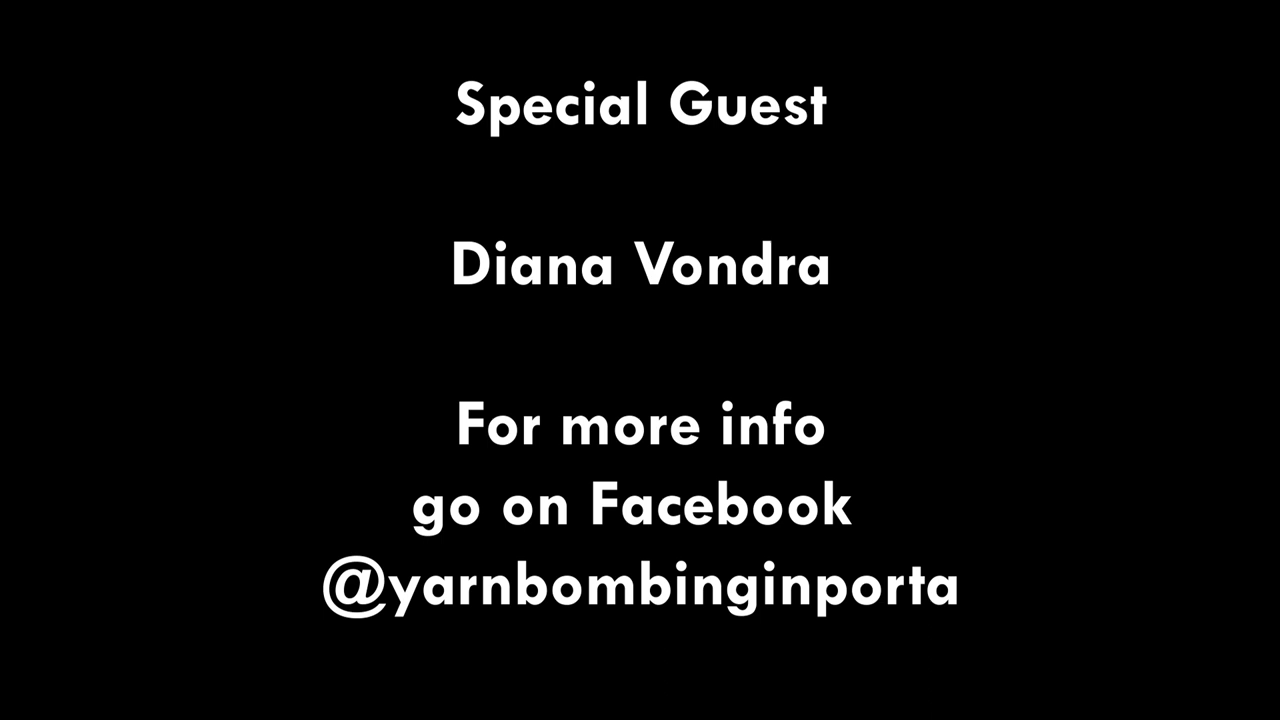 Special Guest
Diana Vondra
For more info
go on Facebook
@yarnbombinginporta